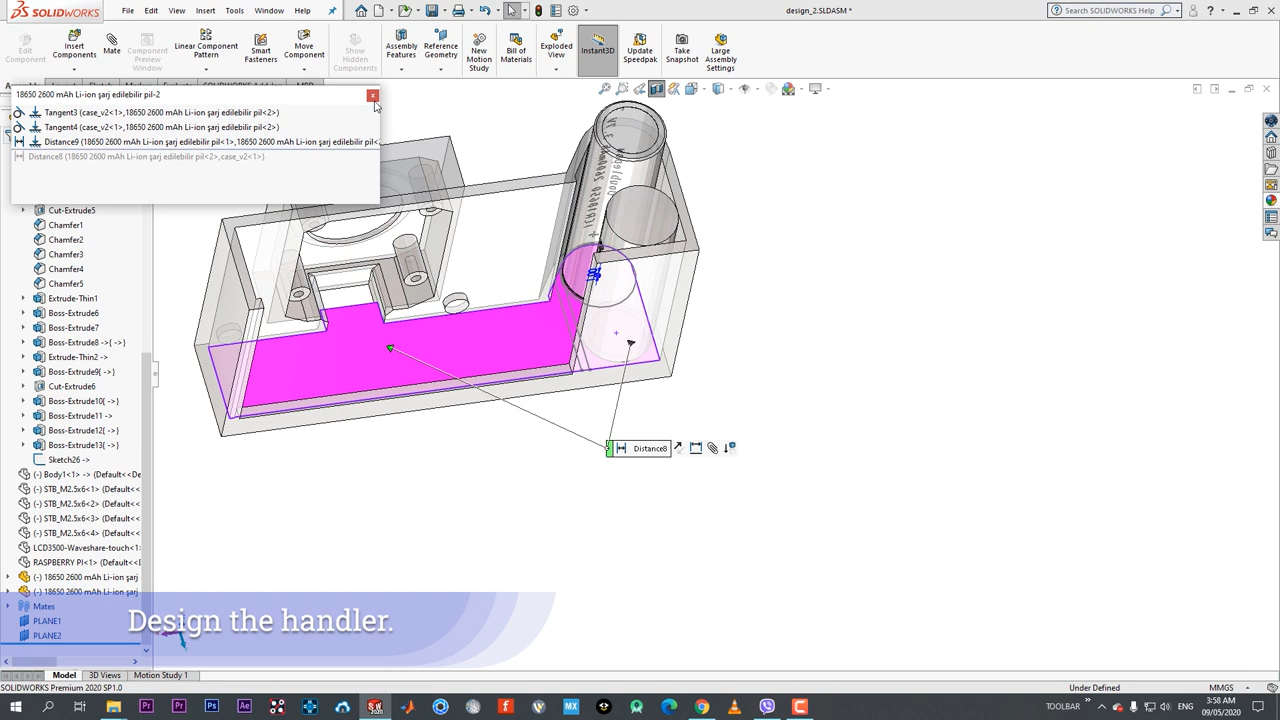 SOLIDWORKS File Edit View Insert Tools Window Help design_2.SLDASM * Search SOLIDWORKS Help
Edit Component
Insert Components
Mate
Component Preview Window
Linear Component Pattern
Smart Fasteners
Move Component
Show Hidden Components
Assembly Features
Reference Geometry
New Motion Study
Bill of Materials
Exploded View
Instant3D
Update Speedpak
Take Snapshot
Large Assembly Settings
18650 2600 mAh Li-ion şarj edilebilir pil-2
Tangent3 (case_v2<1>,18650 2600 mAh Li-ion şarj edilebilir pil<2>)
Tangent4 (case_v2<1>,18650 2600 mAh Li-ion şarj edilebilir pil<2>)
Distance9 (18650 2600 mAh Li-ion şarj edilebilir pil<1>,18650 2600 mAh Li-ion şarj edilebilir pil<2
Distance8 (18650 2600 mAh Li-ion şarj edilebilir pil<2>,case_v2<1>)
Cut-Extrude5
Chamfer1
Chamfer2
Chamfer3
Chamfer4
Chamfer5
Extrude-Thin1
Boss-Extrude6
Boss-Extrude7
Boss-Extrude8 ->{ ->}
Extrude-Thin2 ->
Boss-Extrude9{ ->}
Cut-Extrude6
Boss-Extrude10{ ->}
Boss-Extrude11 ->
Boss-Extrude12{ ->}
Boss-Extrude13{ ->}
Sketch26 ->
(-) Body1<1> -> (Default<<
(-) STB_M2.5x6<1> (Default<<
(-) STB_M2.5x6<2> (Default<<
(-) STB_M2.5x6<3> (Default<<
(-) STB_M2.5x6<4> (Default<<
LCD3500-Waveshare-touch<1>
RASPBERRY PI<1> (Default<<
(-) 18650 2600 mAh Li-ion şarj
(-) 18650 2600 mAh Li-ion şarj
Mates
PLANE1
PLANE2
Distance8
Design the handler.
Model 3D Views Motion Study 1
SOLIDWORKS Premium 2020 SP1.0 Under Defined MMGS
TOOLBAR ENG 3:58 AM
09/05/2020